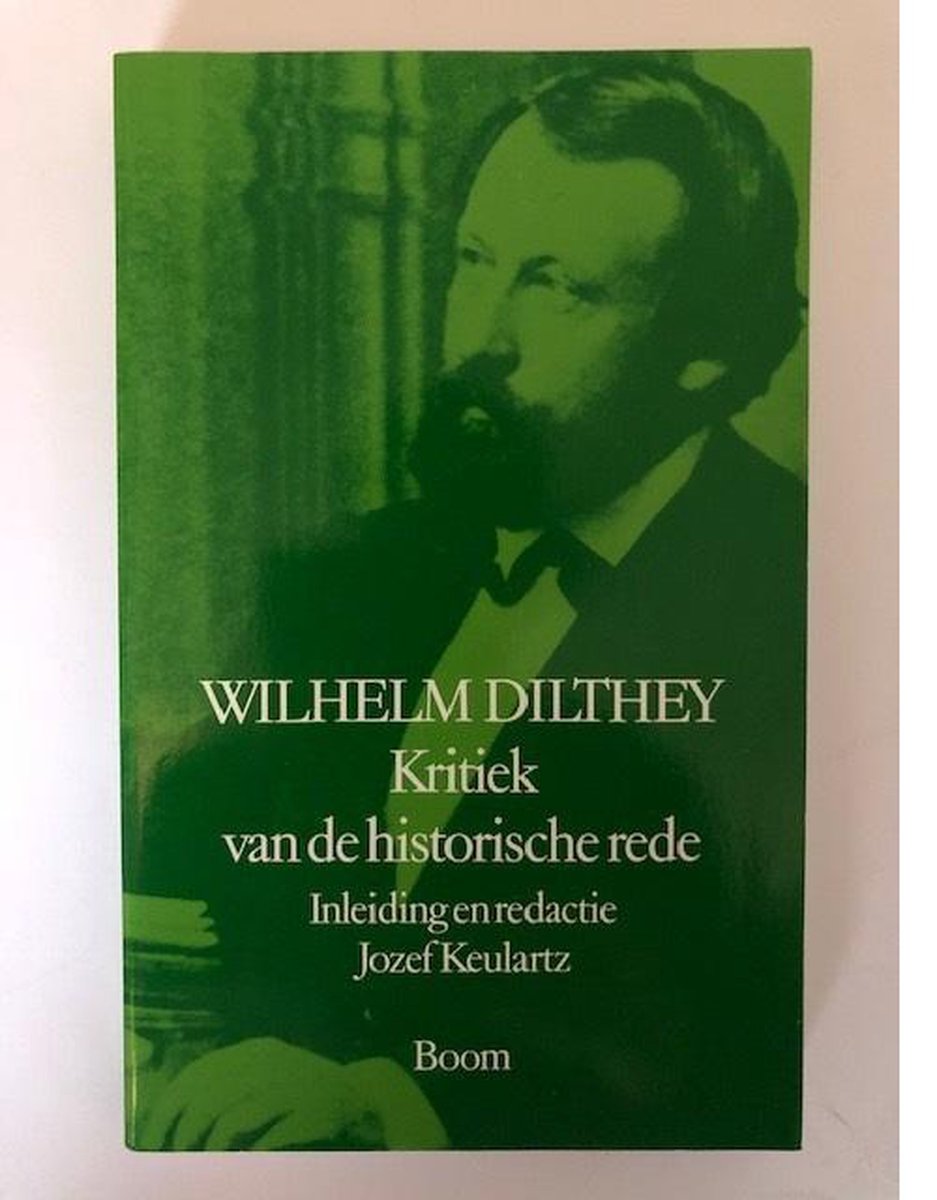 WILHELM DILTHEY
Kritiek
van de historische rede
Inleiding en redactie
Jozef Keulartz
Boom